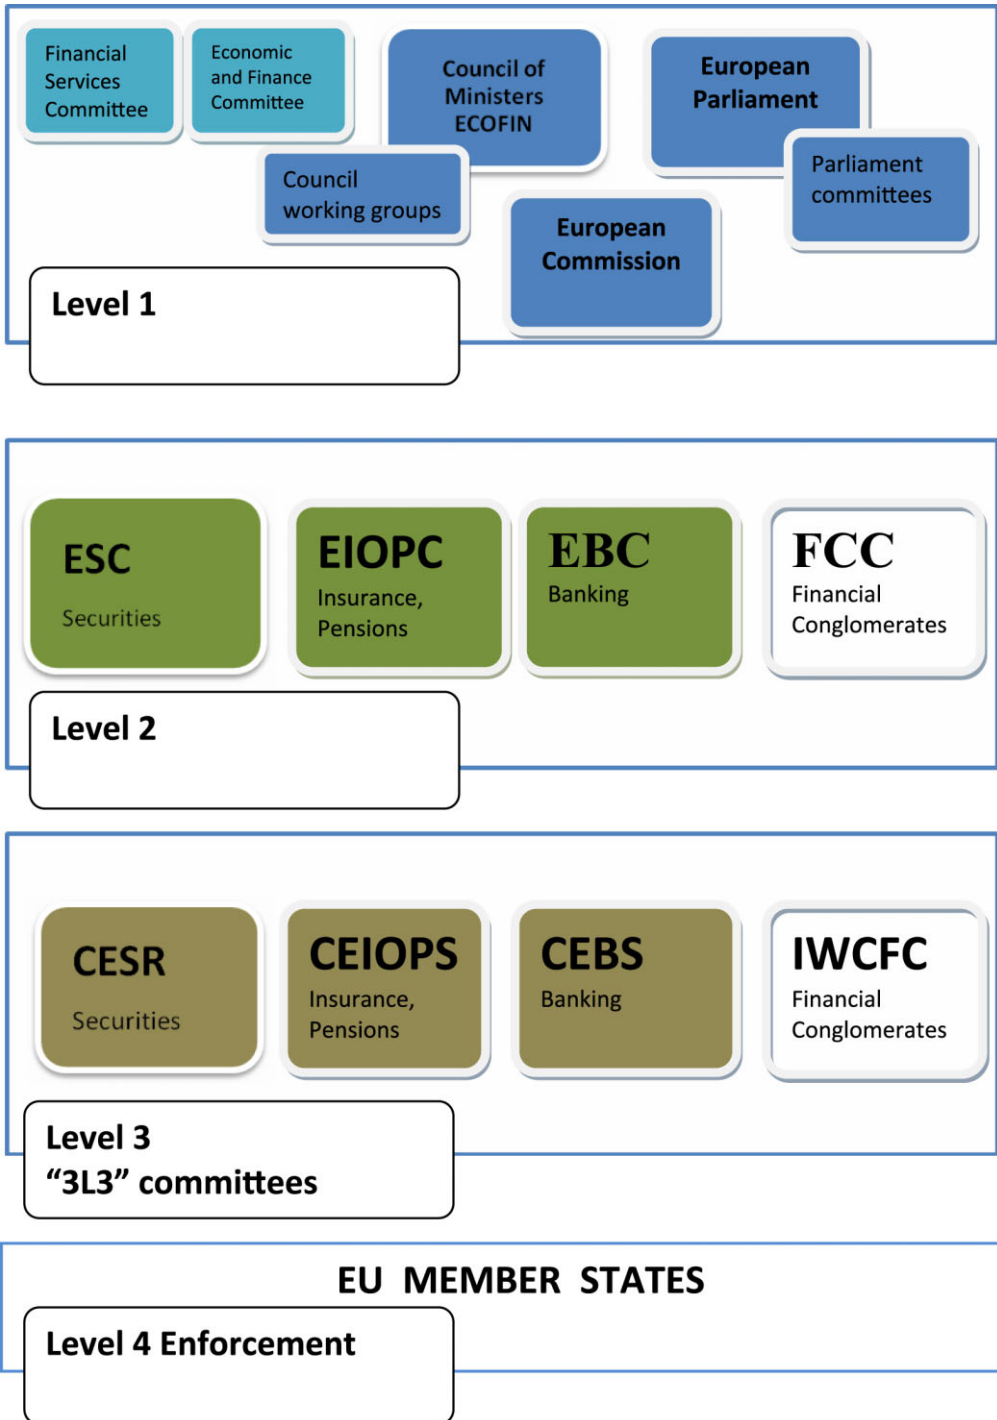 Financial
Services
Committee
Economic
and Finance
Committee
Council of
Ministers
ECOFIN
European
Parliament
Council
working groups
Parliament
committees
European
Commission
Level 1
ESC
Securities
EIOPC
Insurance,
Pensions
EBC
Banking
FCC
Financial
Conglomerates
Level 2
CESR
Securities
CEIOPS
Insurance,
Pensions
CEBS
Banking
IWCFC
Financial
Conglomerates
Level 3
“3L3” committees
EU MEMBER STATES
Level 4 Enforcement